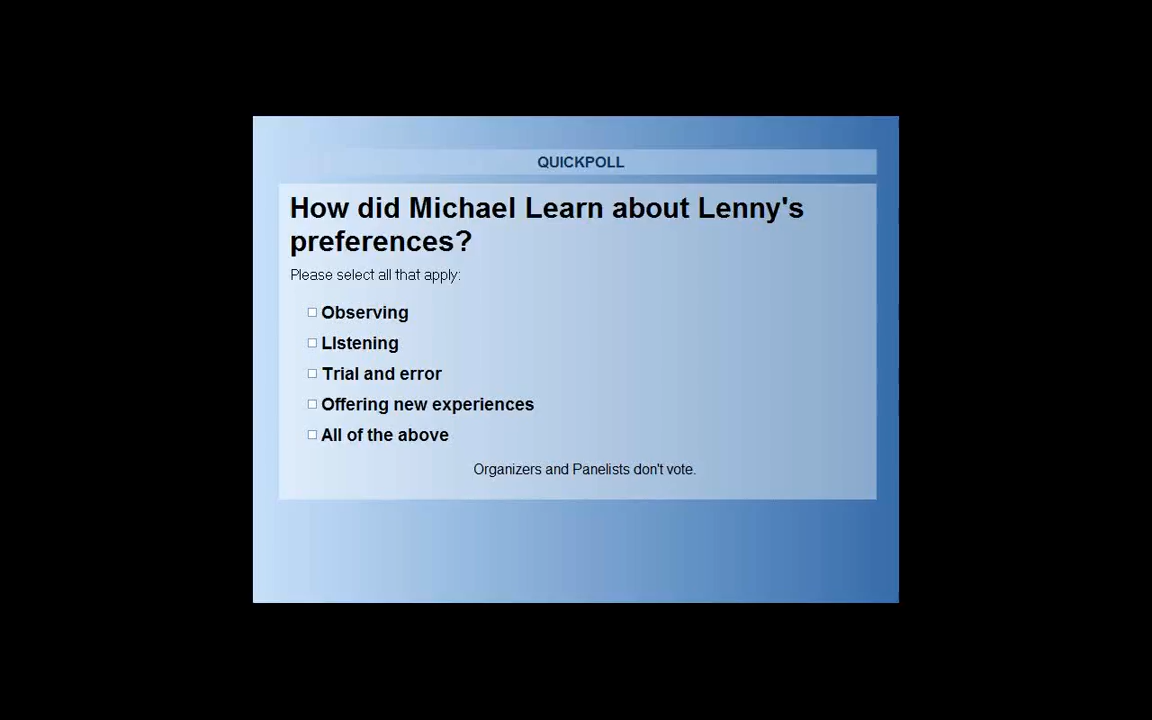 QUICKPOLL
How did Michael Learn about Lenny's
preferences?
Please select all that apply:
Observing
LIstening
Trial and error
Offering new experiences
All of the above
Organizers and Panelists don't vote.